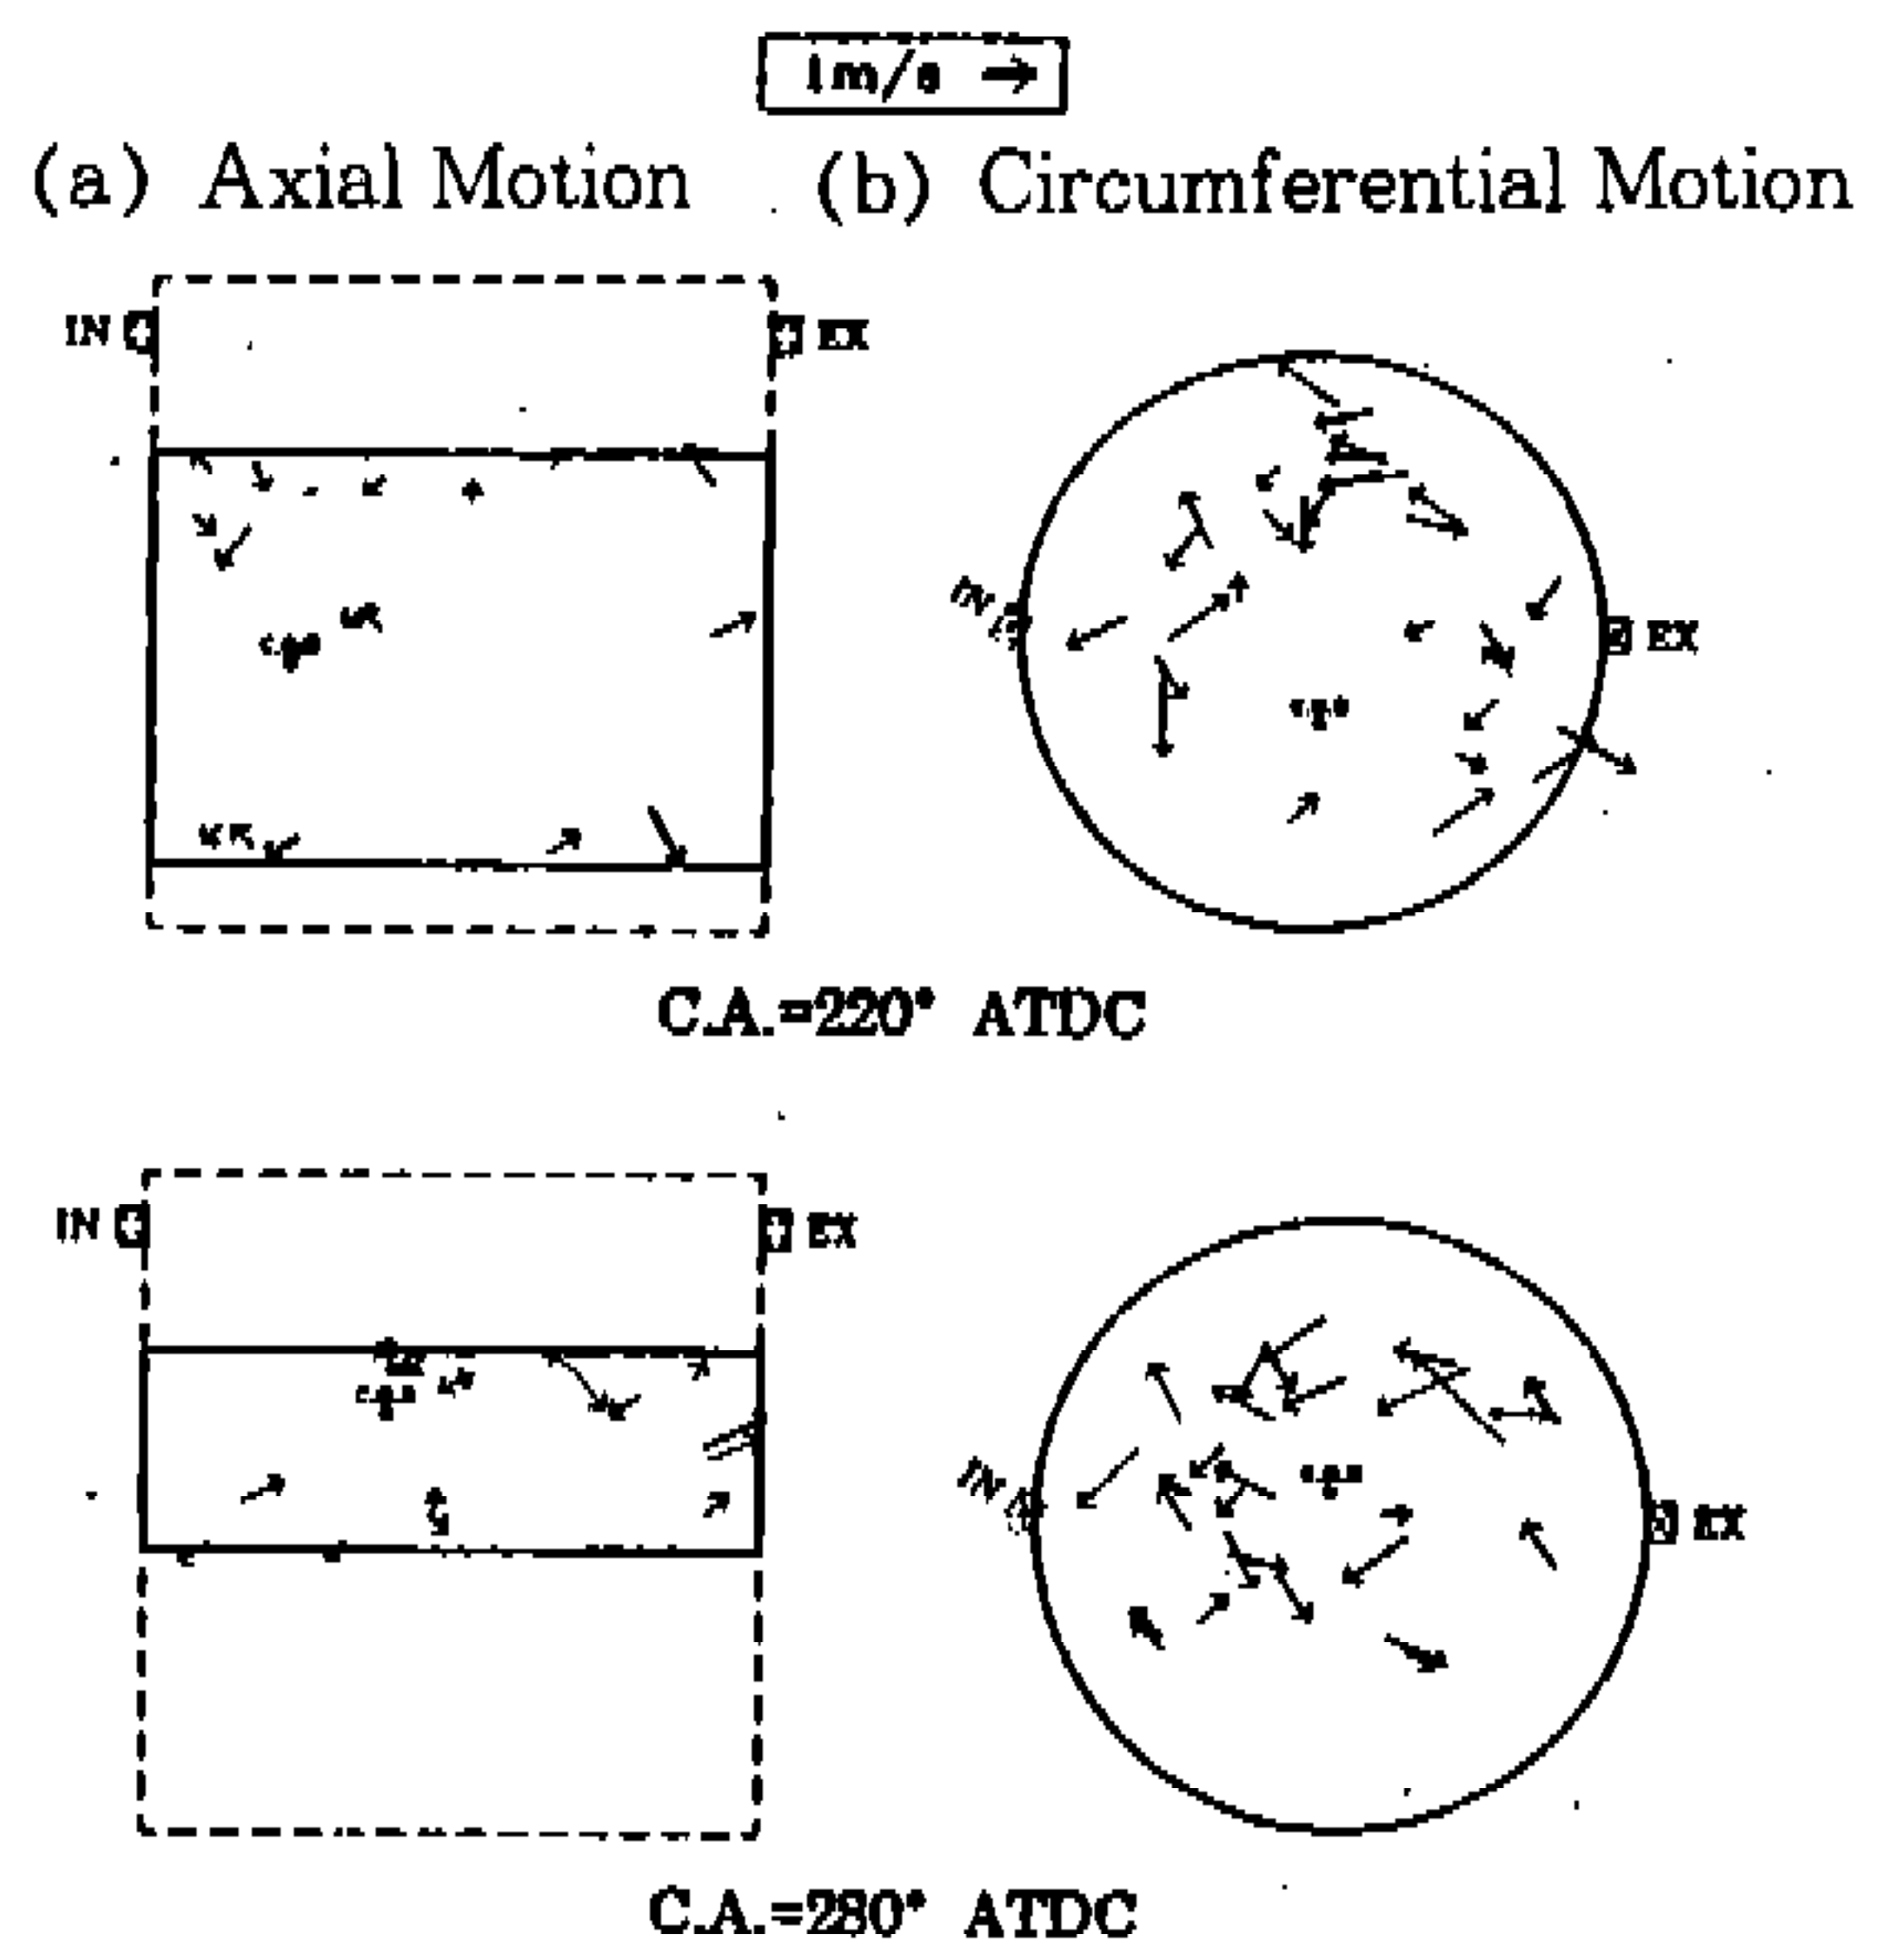 1m/s →
(a) Axial Motion (b) Circumferential Motion
IN EX
IN EX
C.A.=220° ATDC
IN EX
IN EX
C.A.=280° ATDC